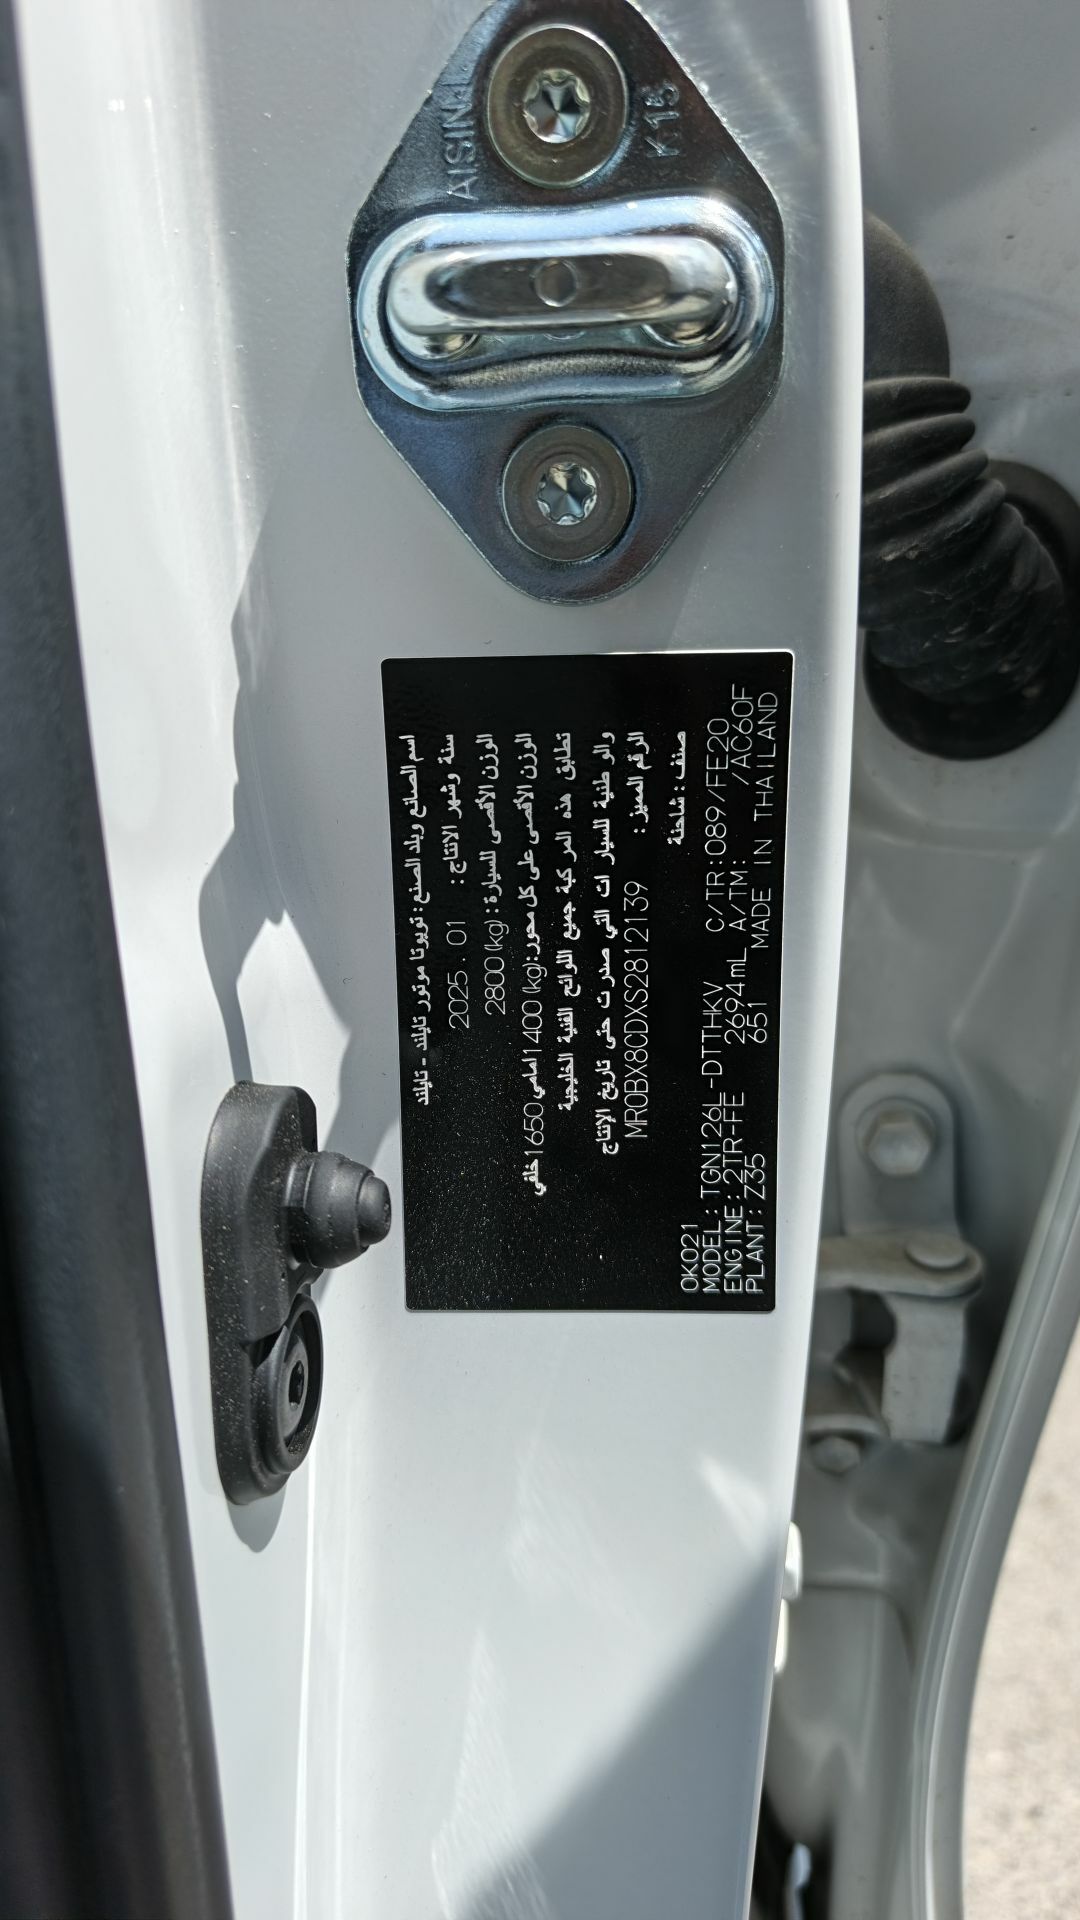 AISIN
K15
اسم الصانع وبلد الصنع : تويوتا موتور تايلند - تايلند
سنة وشهر الانتاج : 2025 . 01
الوزن الأقصى للسيارة : 2800 (kg)
الوزن الأقصى على كل محور: 1400 (kg) امامي 1650 خلفي
تطابق هذه المركبة جميع اللوائح الفنية الخليجية
والوطنية للسيارات التي صدرت حتى تاريخ الإنتاج
الرقم المميز : MR0BX8CDXS2812139
صنف : شاحنة
OK021
MODEL : TGN126L-DTTHKV C/TR:089/FE20
ENGINE: 2TR-FE 2694mL A/TM: /AC60F
PLANT: Z35 651 MADE IN THAILAND